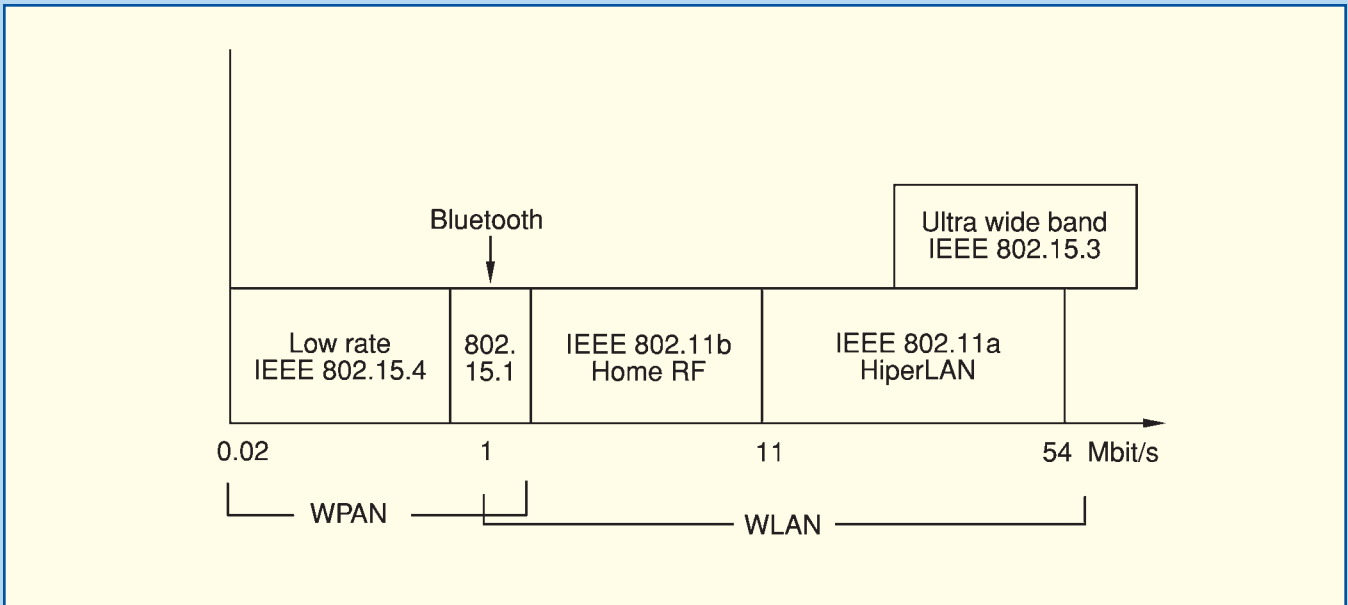 Bluetooth
Ultra wide band
IEEE 802.15.3
Low rate
IEEE 802.15.4
802.
15.1
IEEE 802.11b
Home RF
IEEE 802.11a
HiperLAN
0.02
1
11
54 Mbit/s
WPAN
WLAN